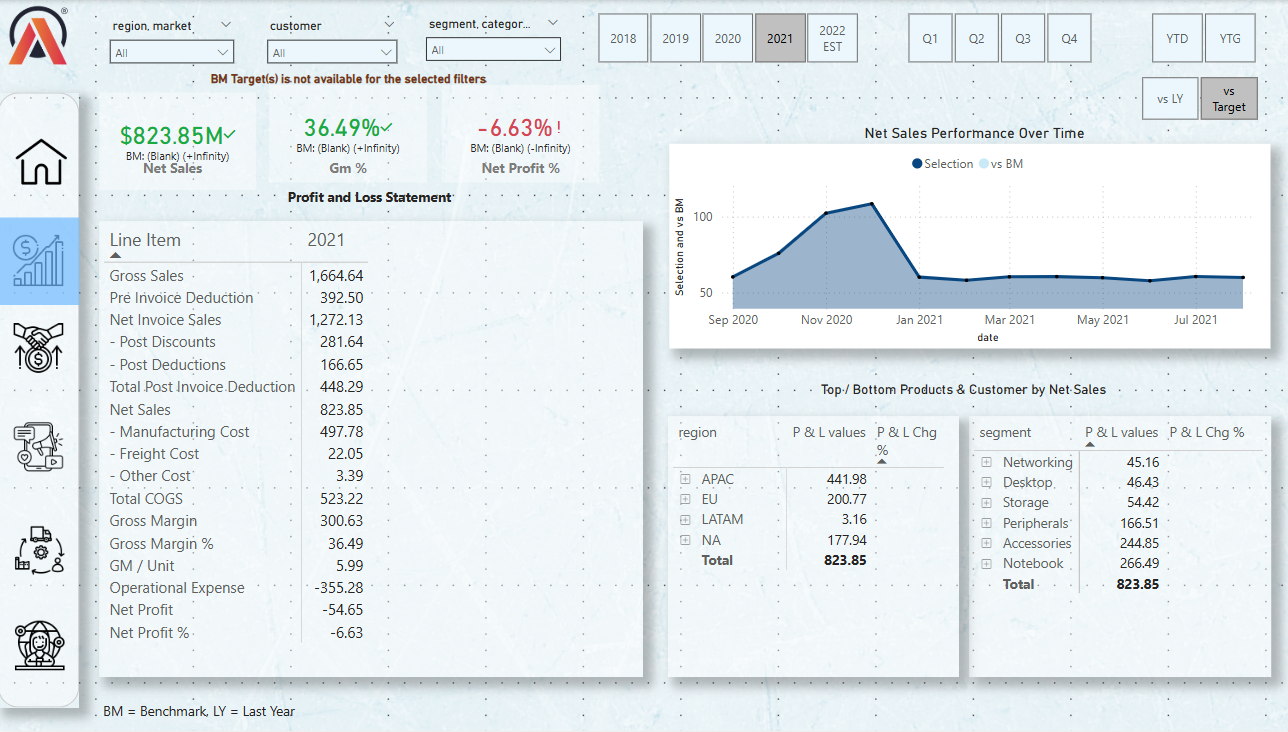 region, market
customer
segment, categor...
All
All
All
2018
2019
2020
2021
2022
EST
Q1
Q2
Q3
Q4
YTD
YTG
BM Target(s) is not available for the selected filters
vs LY
vs
Target
$823.85M
BM: (Blank) (+Infinity)
Net Sales
36.49%
BM: (Blank) (+Infinity)
Gm %
-6.63% !
BM: (Blank) (-Infinity)
Net Profit %
Profit and Loss Statement
Line Item 2021
Gross Sales 1,664.64
Pre Invoice Deduction 392.50
Net Invoice Sales 1,272.13
- Post Discounts 281.64
- Post Deductions 166.65
Total Post Invoice Deduction 448.29
Net Sales 823.85
- Manufacturing Cost 497.78
- Freight Cost 22.05
- Other Cost 3.39
Total COGS 523.22
Gross Margin 300.63
Gross Margin % 36.49
GM / Unit 5.99
Operational Expense -355.28
Net Profit -54.65
Net Profit % -6.63
BM = Benchmark, LY = Last Year
Net Sales Performance Over Time
Selection vs BM
Selection and vs BM
100
50
Sep 2020 Nov 2020 Jan 2021 Mar 2021 May 2021 Jul 2021
date
Top / Bottom Products & Customer by Net Sales
region P & L values P & L Chg
%
APAC 441.98
EU 200.77
LATAM 3.16
NA 177.94
Total 823.85
segment P & L values P & L Chg %
Networking 45.16
Desktop 46.43
Storage 54.42
Peripherals 166.51
Accessories 244.85
Notebook 266.49
Total 823.85